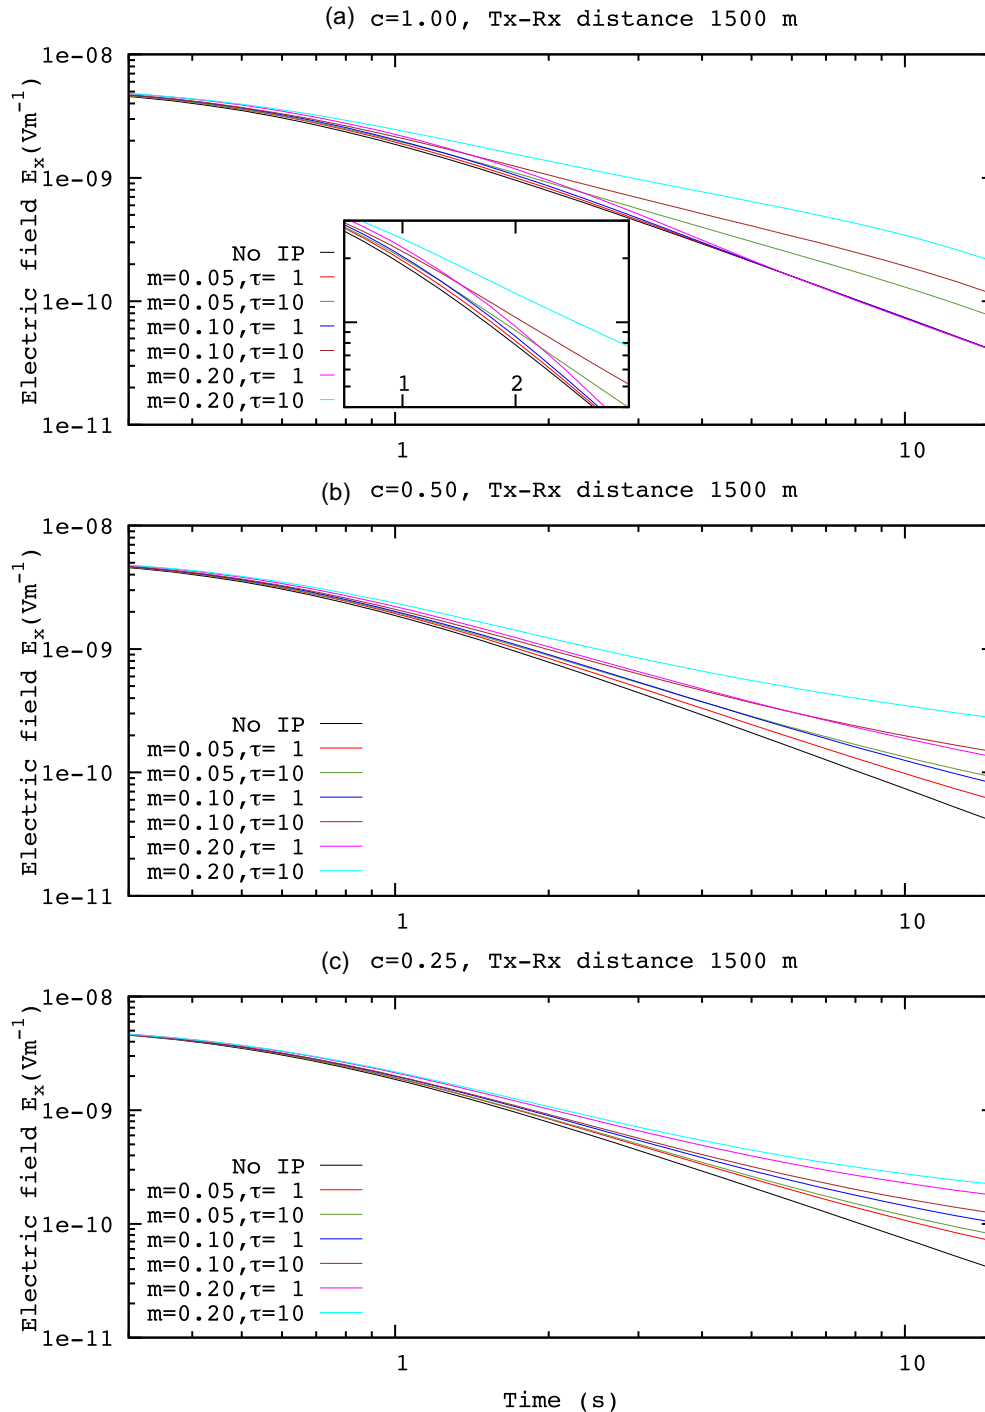 (a) c=1.00, Tx-Rx distance 1500 m
1e-08
1e-09
1e-10
1e-11
Electric field Ex(Vm−1)
No IP
m=0.05,τ= 1
m=0.05,τ=10
m=0.10,τ= 1
m=0.10,τ=10
m=0.20,τ= 1
m=0.20,τ=10
1 2
1 10
(b) c=0.50, Tx-Rx distance 1500 m
1e-08
1e-09
1e-10
1e-11
Electric field Ex(Vm−1)
No IP
m=0.05,τ= 1
m=0.05,τ=10
m=0.10,τ= 1
m=0.10,τ=10
m=0.20,τ= 1
m=0.20,τ=10
1 10
(c) c=0.25, Tx-Rx distance 1500 m
1e-08
1e-09
1e-10
1e-11
Electric field Ex(Vm−1)
No IP
m=0.05,τ= 1
m=0.05,τ=10
m=0.10,τ= 1
m=0.10,τ=10
m=0.20,τ= 1
m=0.20,τ=10
1 10
Time (s)